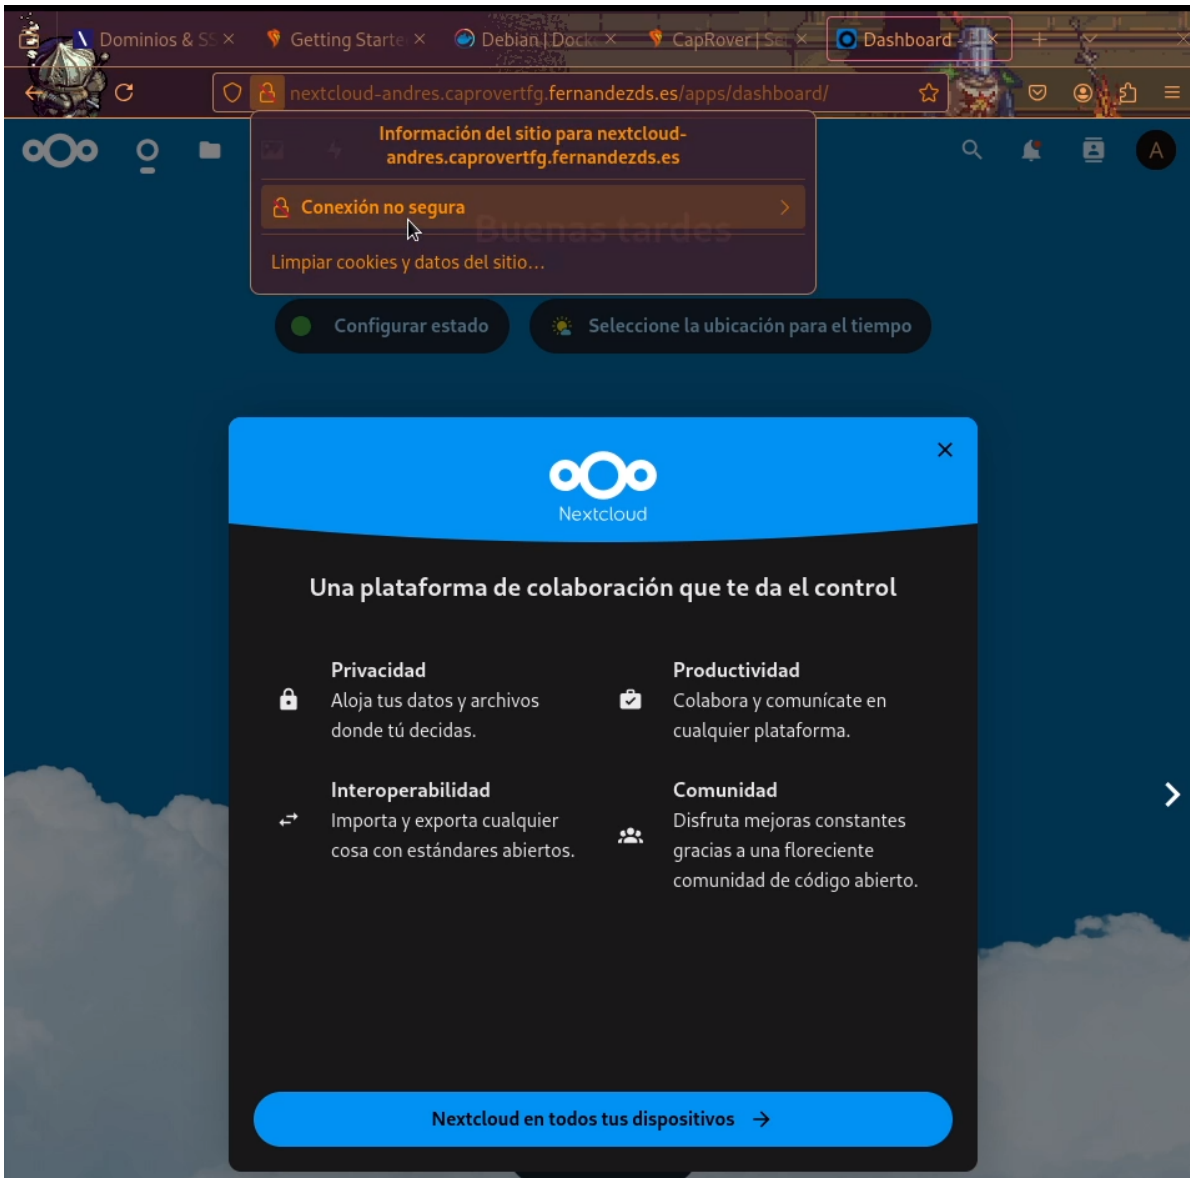 Dominios & SS
Getting Starte
Debian | Dock
CapRover | Se
Dashboard -
nextcloud-andres.caprovertfg.fernandezds.es/apps/dashboard/
Información del sitio para nextcloud-
andres.caprovertfg.fernandezds.es
A
Conexión no segura
Buenas tardes
Limpiar cookies y datos del sitio...
Configurar estado
Seleccione la ubicación para el tiempo
Nextcloud
Una plataforma de colaboración que te da el control
Privacidad
Aloja tus datos y archivos
donde tú decidas.
Productividad
Colabora y comunícate en
cualquier plataforma.
Interoperabilidad
Importa y exporta cualquier
cosa con estándares abiertos.
Comunidad
Disfruta mejoras constantes
gracias a una floreciente
comunidad de código abierto.
Nextcloud en todos tus dispositivos →